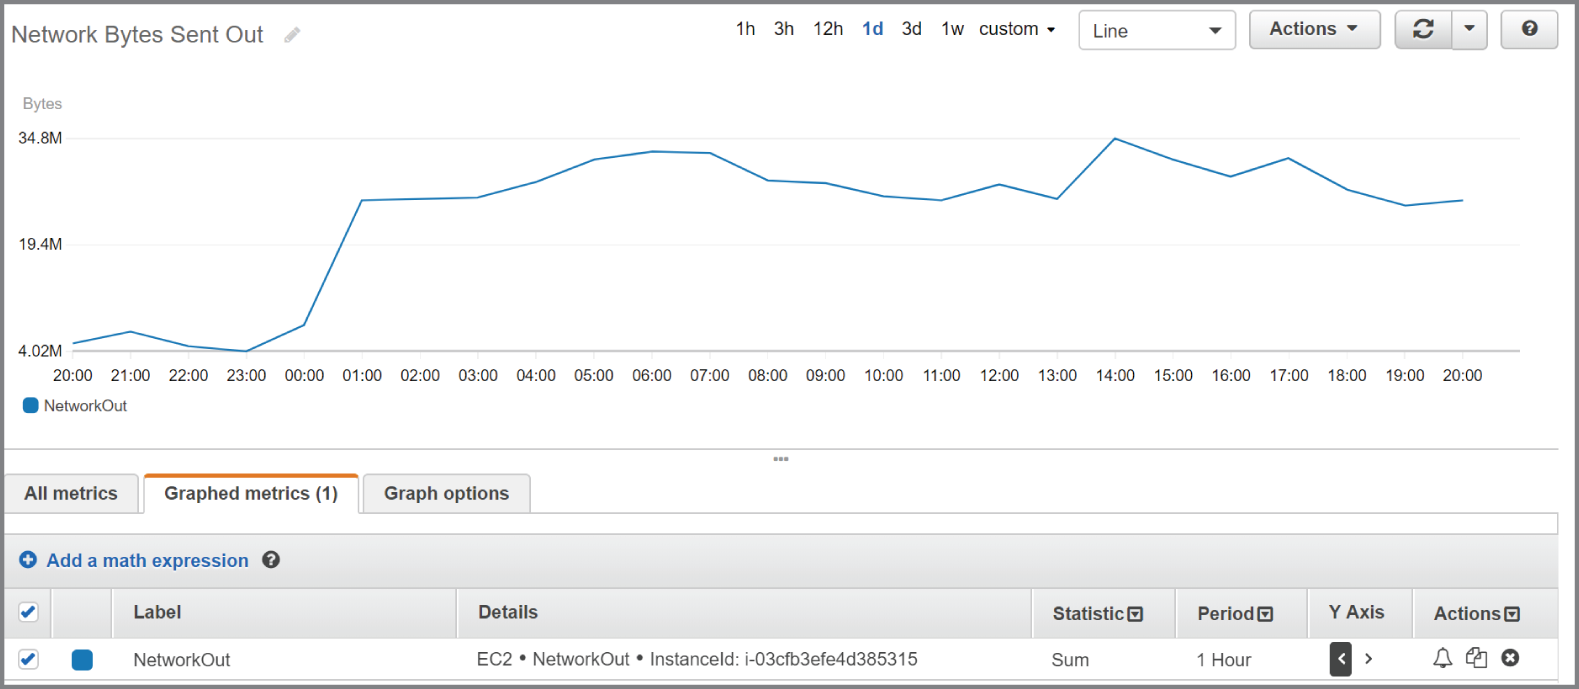 Network Bytes Sent Out
1h 3h 12h 1d 3d 1w custom
Line
Actions
Bytes
34.8M
19.4M
4.02M
20:00 21:00 22:00 23:00 00:00 01:00 02:00 03:00 04:00 05:00 06:00 07:00 08:00 09:00 10:00 11:00 12:00 13:00 14:00 15:00 16:00 17:00 18:00 19:00 20:00
NetworkOut
All metrics
Graphed metrics (1)
Graph options
Add a math expression
Label Details Statistic Period Y Axis Actions
NetworkOut EC2 • NetworkOut • InstanceId: i-03cfb3efe4d385315 Sum 1 Hour